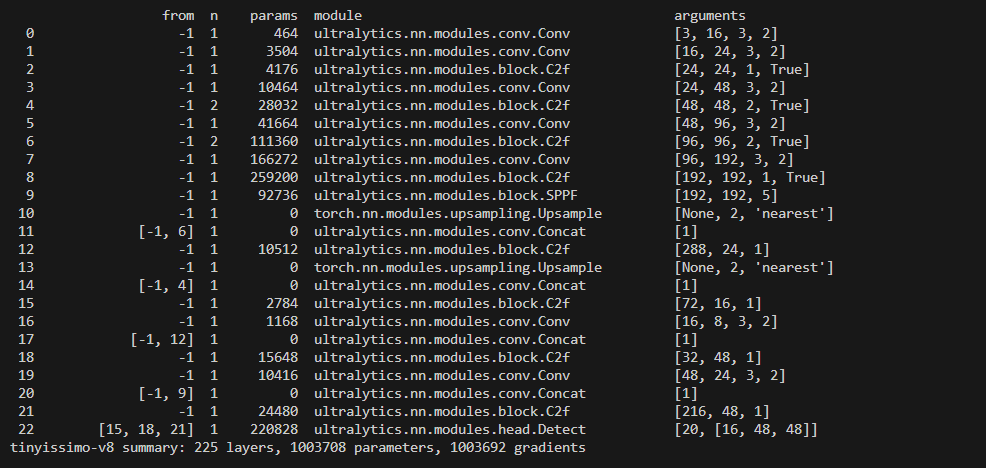 from n params module arguments
0 -1 1 464 ultralytics.nn.modules.conv.Conv [3, 16, 3, 2]
1 -1 1 3504 ultralytics.nn.modules.conv.Conv [16, 24, 3, 2]
2 -1 1 4176 ultralytics.nn.modules.block.C2f [24, 24, 1, True]
3 -1 1 10464 ultralytics.nn.modules.conv.Conv [24, 48, 3, 2]
4 -1 2 28032 ultralytics.nn.modules.block.C2f [48, 48, 2, True]
5 -1 1 41664 ultralytics.nn.modules.conv.Conv [48, 96, 3, 2]
6 -1 2 111360 ultralytics.nn.modules.block.C2f [96, 96, 2, True]
7 -1 1 166272 ultralytics.nn.modules.conv.Conv [96, 192, 3, 2]
8 -1 1 259200 ultralytics.nn.modules.block.C2f [192, 192, 1, True]
9 -1 1 92736 ultralytics.nn.modules.block.SPPF [192, 192, 5]
10 -1 1 0 torch.nn.modules.upsampling.Upsample [None, 2, 'nearest']
11 [-1, 6] 1 0 ultralytics.nn.modules.conv.Concat [1]
12 -1 1 10512 ultralytics.nn.modules.block.C2f [288, 24, 1]
13 -1 1 0 torch.nn.modules.upsampling.Upsample [None, 2, 'nearest']
14 [-1, 4] 1 0 ultralytics.nn.modules.conv.Concat [1]
15 -1 1 2784 ultralytics.nn.modules.block.C2f [72, 16, 1]
16 -1 1 1168 ultralytics.nn.modules.conv.Conv [16, 8, 3, 2]
17 [-1, 12] 1 0 ultralytics.nn.modules.conv.Concat [1]
18 -1 1 15648 ultralytics.nn.modules.block.C2f [32, 48, 1]
19 -1 1 10416 ultralytics.nn.modules.conv.Conv [48, 24, 3, 2]
20 [-1, 9] 1 0 ultralytics.nn.modules.conv.Concat [1]
21 -1 1 24480 ultralytics.nn.modules.block.C2f [216, 48, 1]
22 [15, 18, 21] 1 220828 ultralytics.nn.modules.head.Detect [20, [16, 48, 48]]
tinyissimo-v8 summary: 225 layers, 1003708 parameters, 1003692 gradients